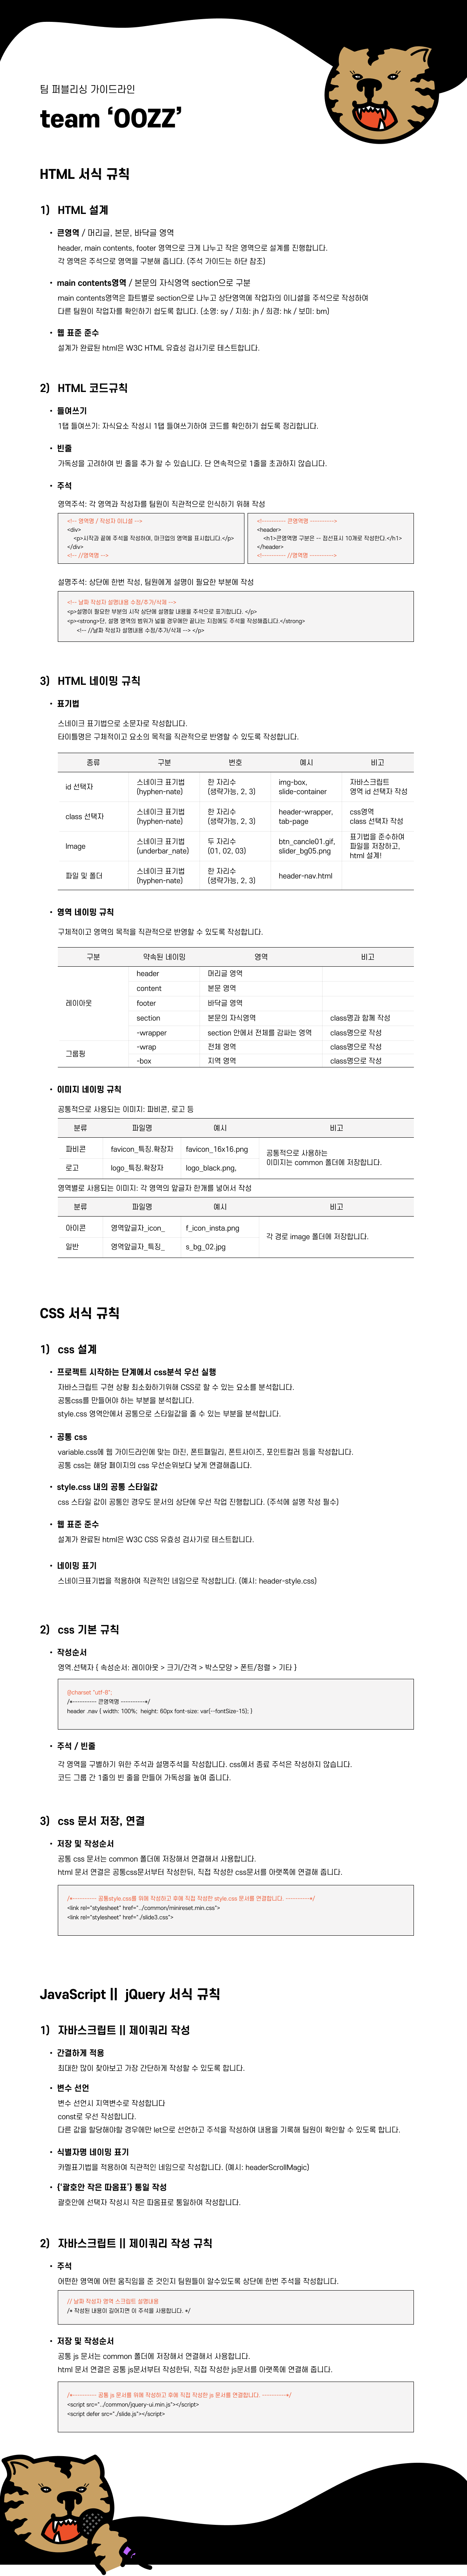 팀 퍼블리싱 가이드라인
team ‘OOZZ’
HTML 서식 규칙
1) HTML 설계
• 큰영역 / 머리글, 본문, 바닥글 영역
header, main contents, footer 영역으로 크게 나누고 작은 영역으로 설계를 진행합니다.
각 영역은 주석으로 영역을 구분해 줍니다. (주석 가이드는 하단 참조)
• main contents영역 / 본문의 자식영역 section으로 구분
main contents영역은 파트별로 section으로 나누고 상단영역에 작업자의 이니셜을 주석으로 작성하여
다른 팀원이 작업자를 확인하기 쉽도록 합니다. (소영: sy / 지희: jh / 희경: hk / 보미: bm)
• 웹 표준 준수
설계가 완료된 html은 W3C HTML 유효성 검사기로 테스트합니다.
2) HTML 코드규칙
• 들여쓰기
1탭 들여쓰기: 자식요소 작성시 1탭 들여쓰기하여 코드를 확인하기 쉽도록 정리합니다.
• 빈줄
가독성을 고려하여 빈 줄을 추가 할 수 있습니다. 단 연속적으로 1줄을 초과하지 않습니다.
• 주석
영역주석: 각 영역과 작성자를 팀원이 직관적으로 인식하기 위해 작성
<!-- 영역명 / 작성자 이니셜 -->
<div>
<p>시작과 끝에 주석을 작성하여, 마크업의 영역을 표시합니다.</p>
</div>
<!-- //영역명 -->
<!---------- 큰영역명 ---------->
<header>
<h1>큰영역명 구분은 -- 점선표시 10개로 작성한다.</h1>
</header>
<!---------- //영역명 ---------->
설명주석: 상단에 한번 작성, 팀원에게 설명이 필요한 부분에 작성
<!-- 날짜 작성자 설명내용 수정/추가/삭제 -->
<p>설명이 필요한 부분의 시작 상단에 설명할 내용을 주석으로 표기합니다. </p>
<p><strong>단, 설명 영역의 범위가 넓을 경우에만 끝나는 지점에도 주석을 작성해줍니다.</strong>
<!-- //날짜 작성자 설명내용 수정/추가/삭제 --> </p>
3) HTML 네이밍 규칙
• 표기법
스네이크 표기법으로 소문자로 작성합니다.
타이틀명은 구체적이고 요소의 목적을 직관적으로 반영할 수 있도록 작성합니다.
종류 구분 번호 예시 비고
id 선택자 스네이크 표기법 (hyphen-nate) 한 자리수 (생략가능, 2, 3) img-box, slide-container 자바스크립트 영역 id 선택자 작성
class 선택자 스네이크 표기법 (hyphen-nate) 한 자리수 (생략가능, 2, 3) header-wrapper, tab-page css영역 class 선택자 작성
Image 스네이크 표기법 (underbar_nate) 두 자리수 (01, 02, 03) btn_cancle01.gif, slider_bg05.png 표기법을 준수하여 파일을 저장하고, html 설계!
파일 및 폴더 스네이크 표기법 (hyphen-nate) 한 자리수 (생략가능, 2, 3) header-nav.html
• 영역 네이밍 규칙
구체적이고 영역의 목적을 직관적으로 반영할 수 있도록 작성합니다.
구분 약속된 네이밍 영역 비고
레이아웃 header 머리글 영역
content 본문 영역
footer 바닥글 영역
section 본문의 자식영역 class명과 함께 작성
그룹핑 -wrapper section 안에서 전체를 감싸는 영역 class명으로 작성
-wrap 전체 영역 class명으로 작성
-box 지역 영역 class명으로 작성
• 이미지 네이밍 규칙
공통적으로 사용되는 이미지: 파비콘, 로고 등
분류 파일명 예시 비고
파비콘 favicon_특징.확장자 favicon_16x16.png 공통적으로 사용하는
로고 logo_특징.확장자 logo_black.png, 이미지는 common 폴더에 저장합니다.
영역별로 사용되는 이미지: 각 영역의 앞글자 한개를 넣어서 작성
분류 파일명 예시 비고
아이콘 영역앞글자_icon_ f_icon_insta.png 각 경로 image 폴더에 저장합니다.
일반 영역앞글자_특징_ s_bg_02.jpg
CSS 서식 규칙
1) css 설계
• 프로젝트 시작하는 단계에서 css분석 우선 실행
자바스크립트 구현 상황 최소화하기위해 CSS로 할 수 있는 요소를 분석합니다.
공통css를 만들어야 하는 부분을 분석합니다.
style.css 영역안에서 공통으로 스타일값을 줄 수 있는 부분을 분석합니다.
• 공통 css
variable.css에 웹 가이드라인에 맞는 마진, 폰트패밀리, 폰트사이즈, 포인트컬러 등을 작성합니다.
공통 css는 해당 페이지의 css 우선순위보다 낮게 연결해줍니다.
• style.css 내의 공통 스타일값
css 스타일 값이 공통인 경우도 문서의 상단에 우선 작업 진행합니다. (주석에 설명 작성 필수)
• 웹 표준 준수
설계가 완료된 html은 W3C CSS 유효성 검사기로 테스트합니다.
• 네이밍 표기
스네이크표기법을 적용하여 직관적인 네임으로 작성합니다. (예시: header-style.css)
2) css 기본 규칙
• 작성순서
영역.선택자 { 속성순서: 레이아웃 > 크기/간격 > 박스모양 > 폰트/정렬 > 기타 }
@charset "utf-8";
/*---------- 큰영역명 ----------*/
header .nav { width: 100%; height: 60px font-size: var(--fontSize-15); }
• 주석 / 빈줄
각 영역을 구별하기 위한 주석과 설명주석을 작성합니다. css에서 종료 주석은 작성하지 않습니다.
코드 그룹 간 1줄의 빈 줄을 만들어 가독성을 높여 줍니다.
3) css 문서 저장, 연결
• 저장 및 작성순서
공통 css 문서는 common 폴더에 저장해서 연결해서 사용합니다.
html 문서 연결은 공통css문서부터 작성한뒤, 직접 작성한 css문서를 아랫쪽에 연결해 줍니다.
/*---------- 공통style.css를 위에 작성하고 후에 직접 작성한 style.css 문서를 연결합니다. ----------*/
<link rel="stylesheet" href="../common/minireset.min.css">
<link rel="stylesheet" href="./slide3.css">
JavaScript || jQuery 서식 규칙
1) 자바스크립트 || 제이쿼리 작성
• 간결하게 적용
최대한 많이 찾아보고 가장 간단하게 작성할 수 있도록 합니다.
• 변수 선언
변수 선언시 지역변수로 작성합니다
const로 우선 작성합니다.
다른 값을 할당해야할 경우에만 let으로 선언하고 주석을 작성하여 내용을 기록해 팀원이 확인할 수 있도록 합니다.
• 식별자명 네이밍 표기
카멜표기법을 적용하여 직관적인 네임으로 작성합니다. (예시: headerScrollMagic)
• (‘괄호안 작은 따옴표’) 통일 작성
괄호안에 선택자 작성시 작은 따옴표로 통일하여 작성합니다.
2) 자바스크립트 || 제이쿼리 작성 규칙
• 주석
어떤한 영역에 어떤 움직임을 준 것인지 팀원들이 알수있도록 상단에 한번 주석을 작성합니다.
// 날짜 작성자 영역 스크립트 설명내용
/* 작성된 내용이 길어지면 이 주석을 사용합니다. */
• 저장 및 작성순서
공통 js 문서는 common 폴더에 저장해서 연결해서 사용합니다.
html 문서 연결은 공통 js문서부터 작성한뒤, 직접 작성한 js문서를 아랫쪽에 연결해 줍니다.
/*---------- 공통 js 문서를 위에 작성하고 후에 직접 작성한 js 문서를 연결합니다. ----------*/
<script src="../common/jquery-ui.min.js"></script>
<script defer src="./slide.js"></script>